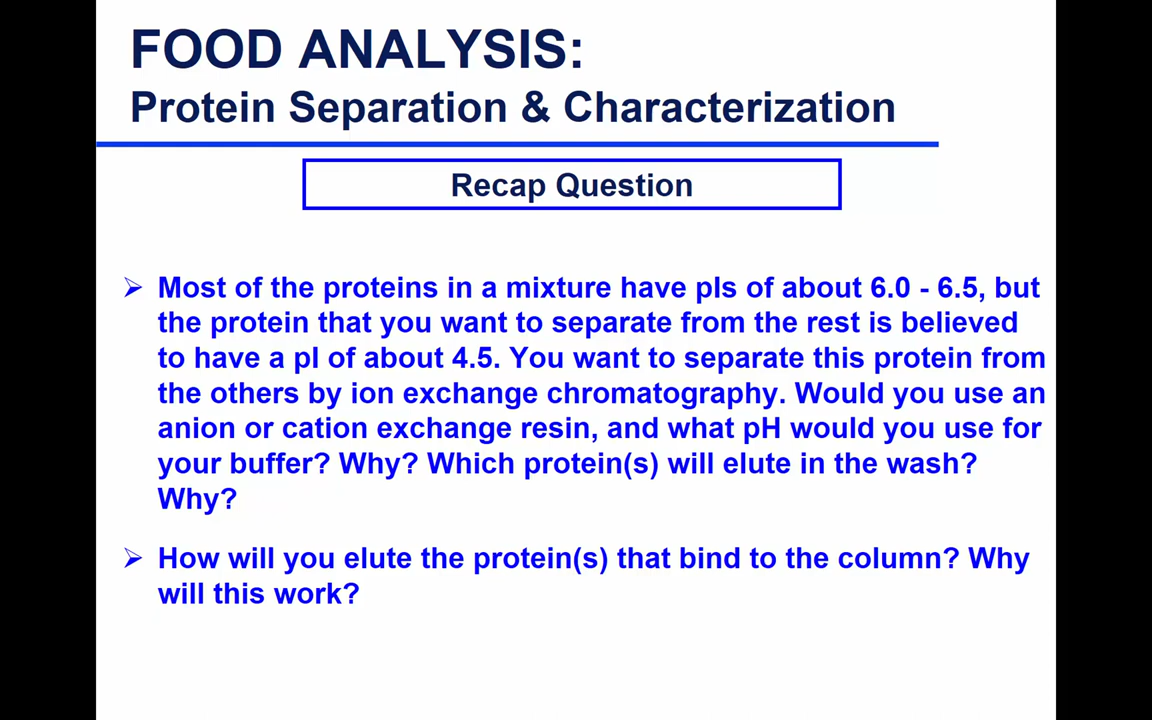 FOOD ANALYSIS:
Protein Separation & Characterization
Recap Question
➢ Most of the proteins in a mixture have pIs of about 6.0 - 6.5, but
the protein that you want to separate from the rest is believed
to have a pI of about 4.5. You want to separate this protein from
the others by ion exchange chromatography. Would you use an
anion or cation exchange resin, and what pH would you use for
your buffer? Why? Which protein(s) will elute in the wash?
Why?
➢ How will you elute the protein(s) that bind to the column? Why
will this work?